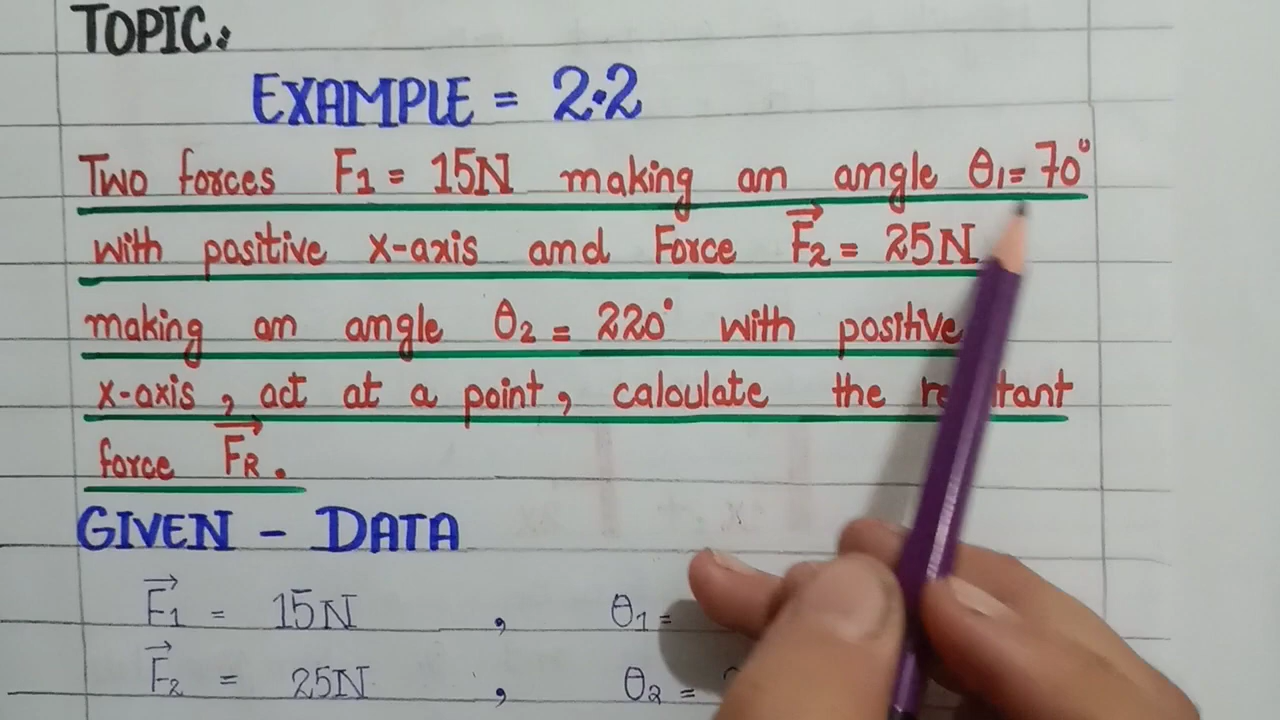 TOPIC:
EXAMPLE = 2.2
Two forces F1 = 15N making an angle θ1= 70°
with positive x-axis and Force F2 = 25N
making an angle θ2 = 220° with positive
x-axis, act at a point, caloulate the
force FR.
GIVEN - DATA
F1 = 15N , θ1 =
F2 = 25N , θ2 =